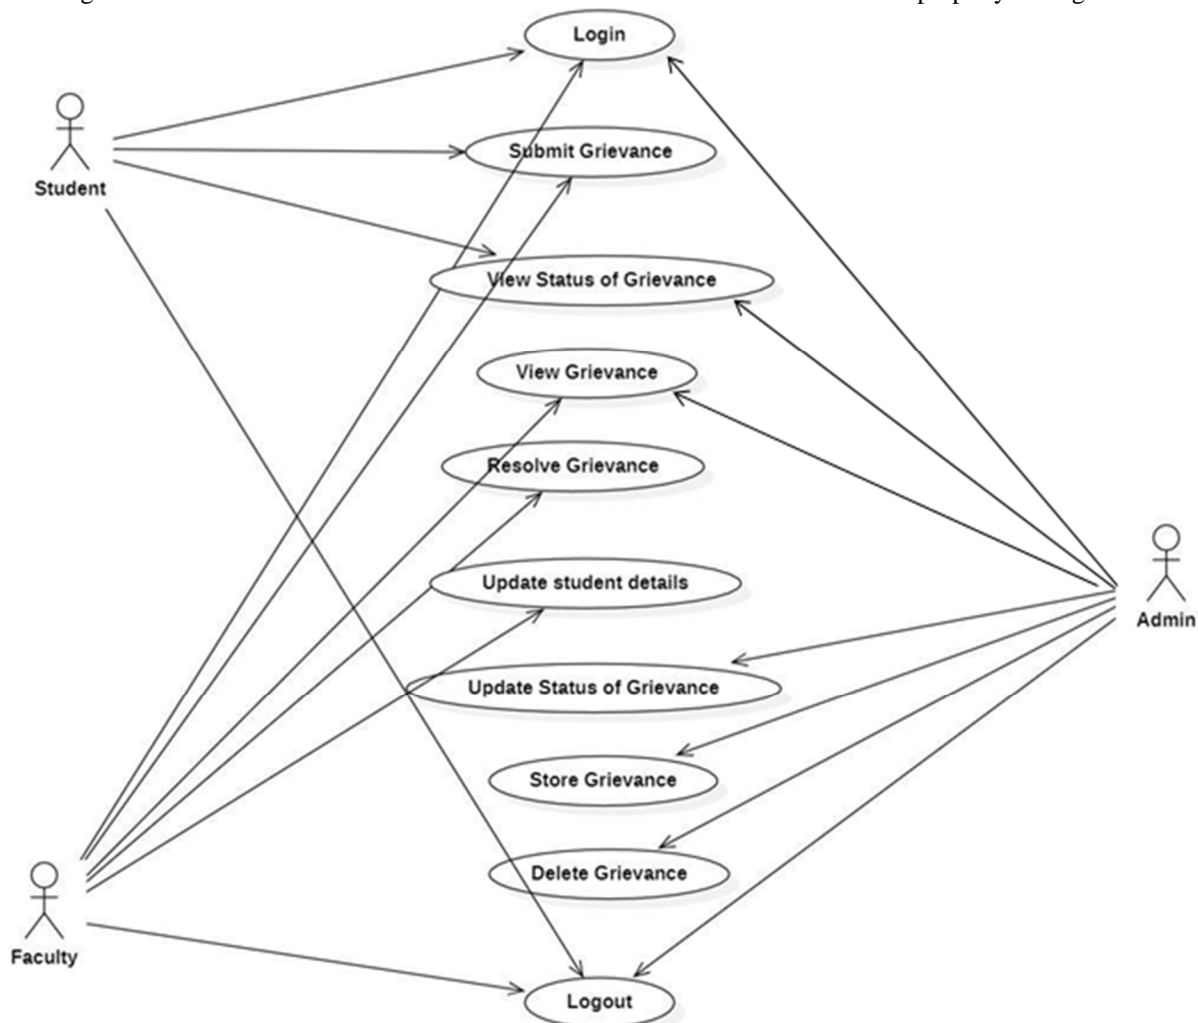 Login
Submit Grievance
Student
View Status of Grievance
View Grievance
Resolve Grievance
Update student details
Admin
Update Status of Grievance
Store Grievance
Delete Grievance
Faculty
Logout